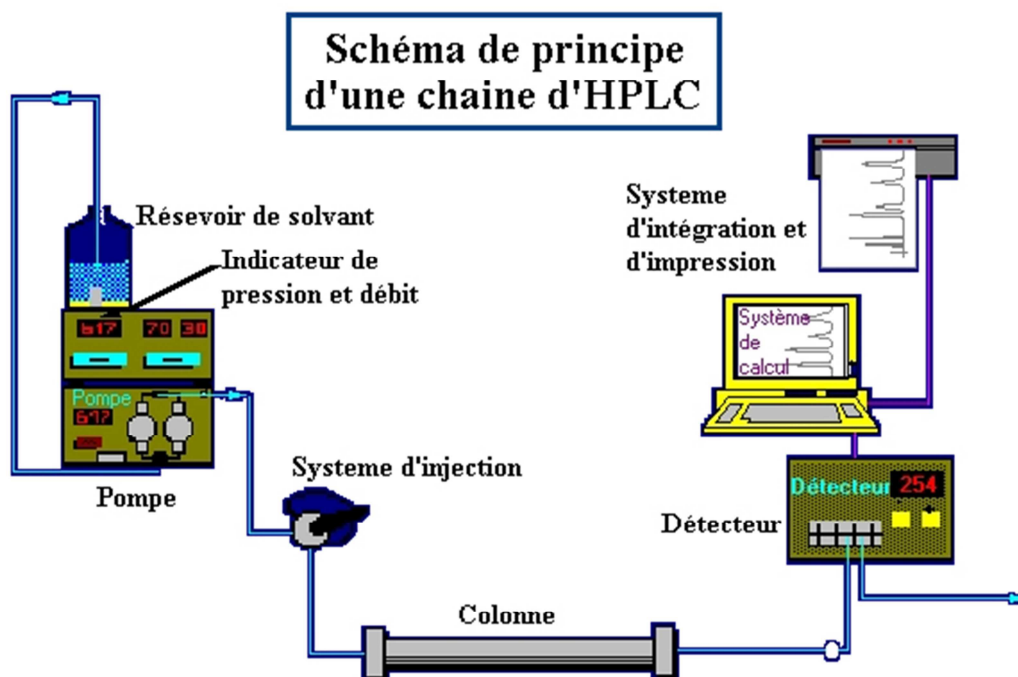 Schéma de principe
d'une chaine d'HPLC
Résevoir de solvant
Indicateur de
pression et débit
617 70 30
Pompe
617
Pompe
Systeme d'injection
Colonne
Systeme
d'intégration et
d'impression
Système
de
calcul
Détecteur 254
Détecteur